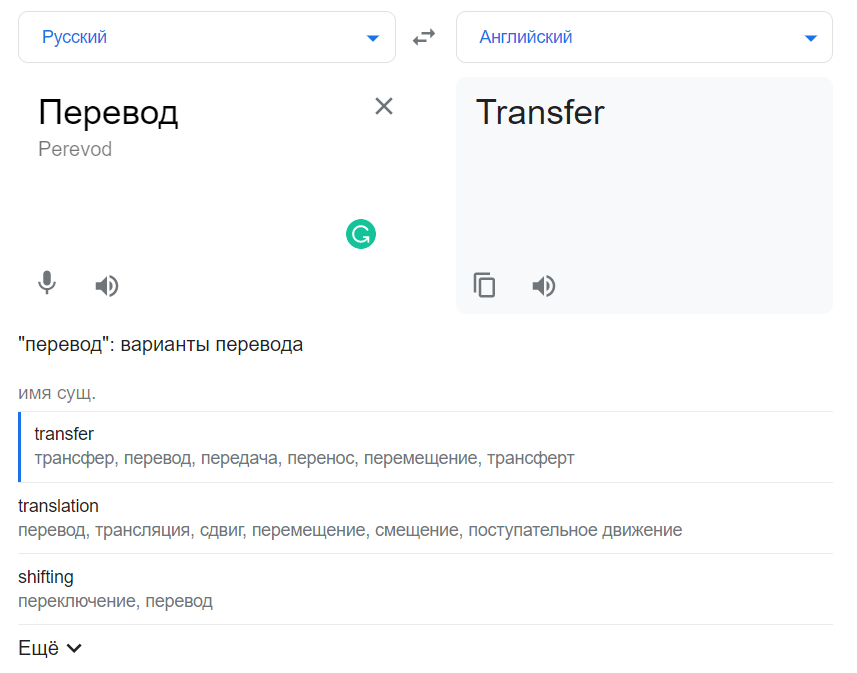 Русский
Английский
Перевод
Perevod
Transfer
"перевод": варианты перевода
имя сущ.
transfer
трансфер, перевод, передача, перенос, перемещение, трансферт
translation
перевод, трансляция, сдвиг, перемещение, смещение, поступательное движение
shifting
переключение, перевод
Ещё